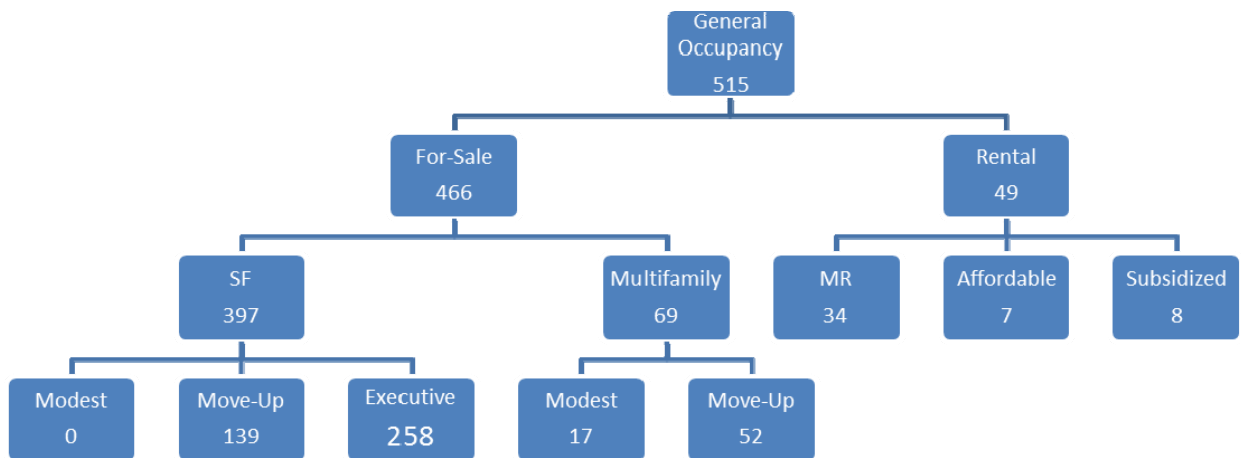 General
Occupancy
515
For-Sale
466
Rental
49
SF
397
Multifamily
69
MR
34
Affordable
7
Subsidized
8
Modest
0
Move-Up
139
Executive
258
Modest
17
Move-Up
52